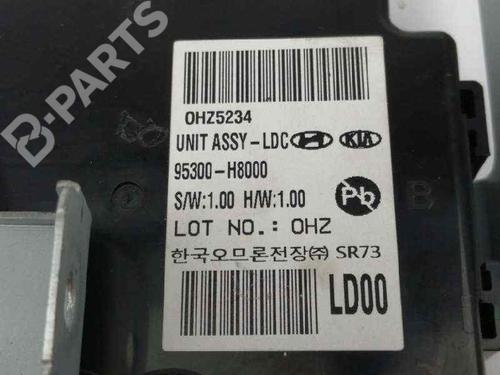 B-PARTS
OHZ5234
UNIT ASSY-LDC HYUNDAI KIA
95300-H8000
S/W:1.00 H/W:1.00
Pb
LOT NO.: OHZ
한국오므론전장㈜ SR73
LD00
B